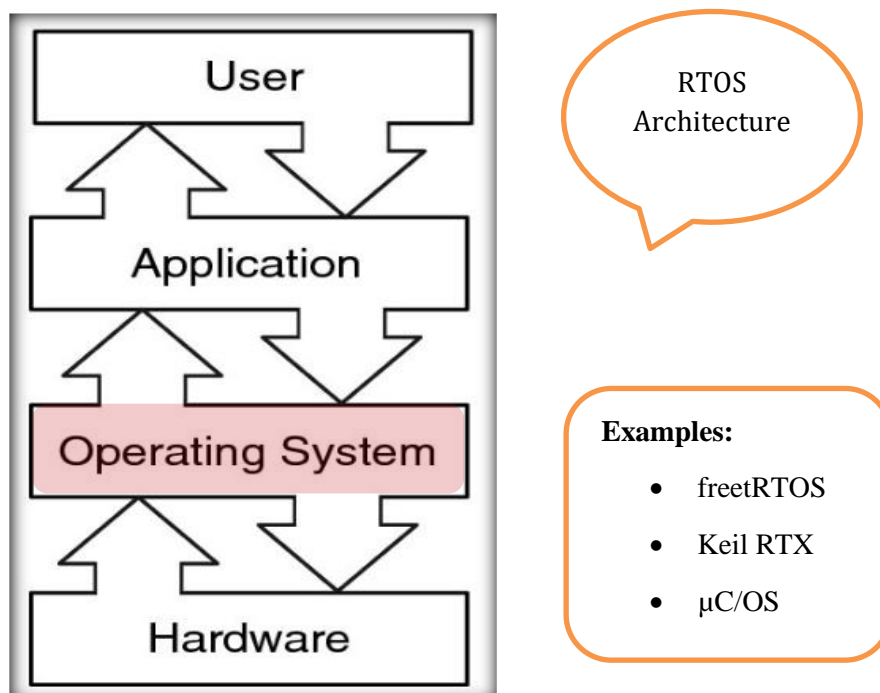 User
Application
Operating System
Hardware
RTOS
Architecture
Examples:
• freetRTOS
• Keil RTX
• µC/OS